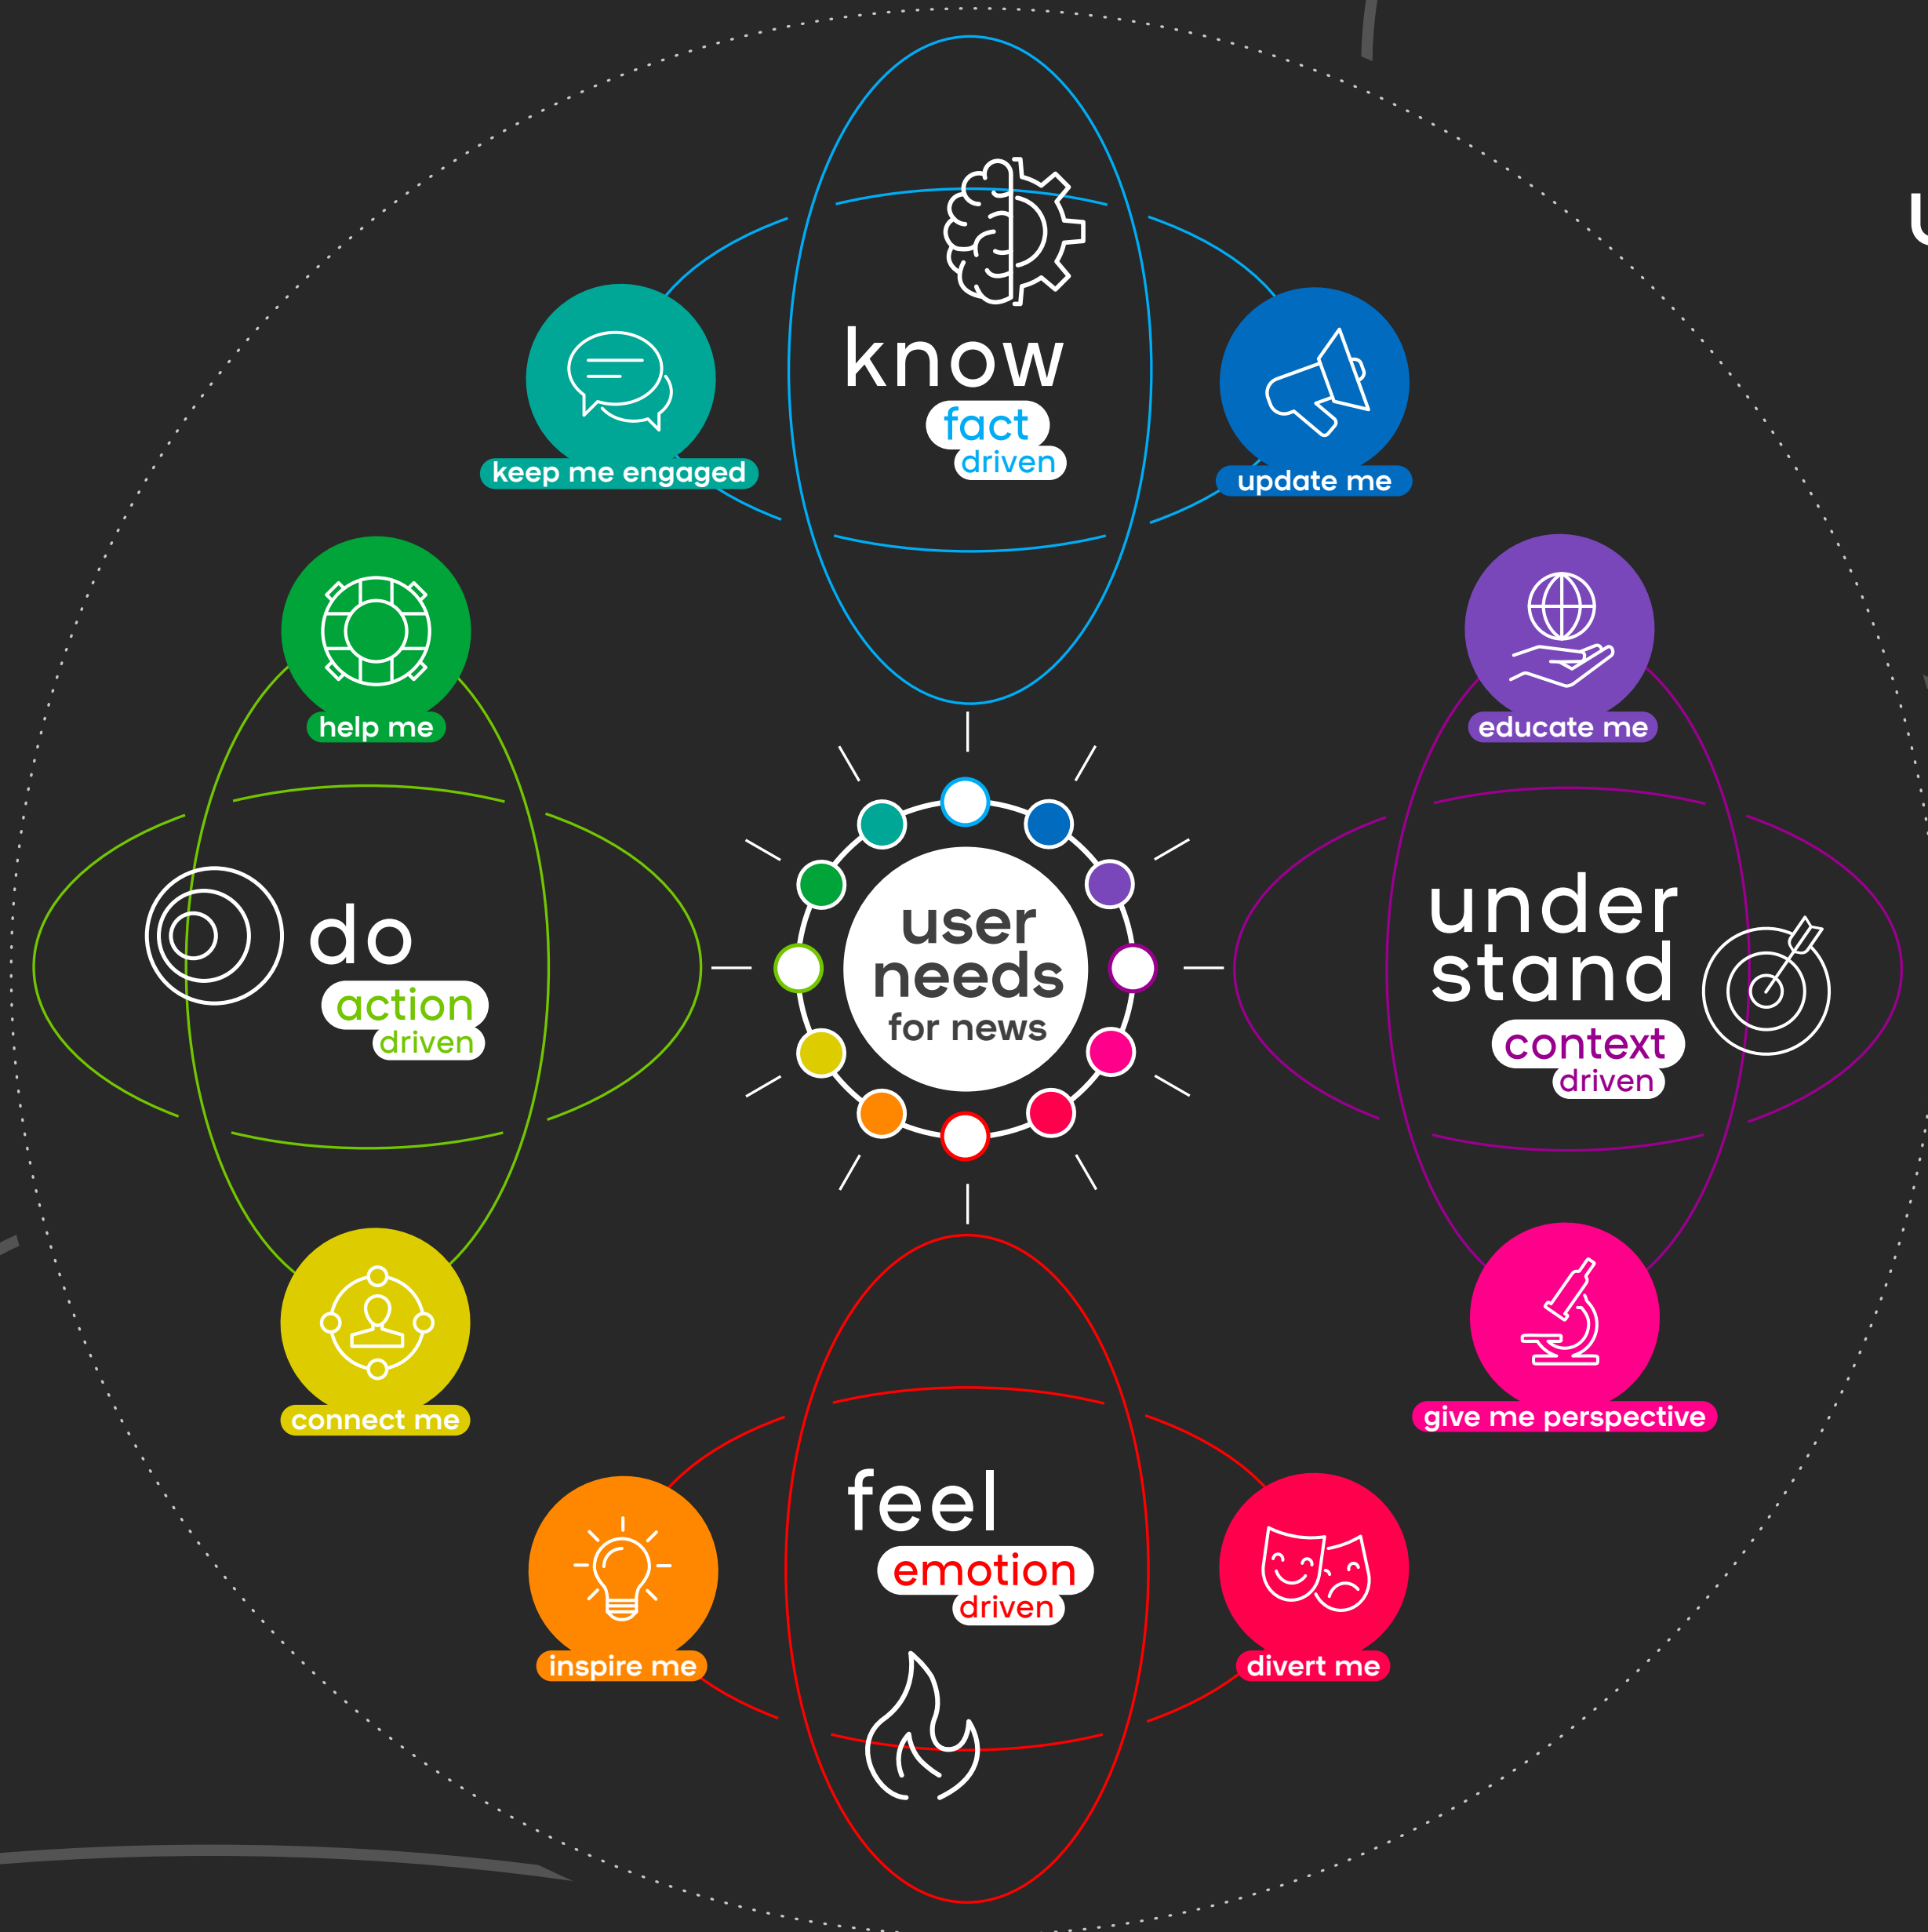 know
fact
driven
keep me engaged
update me
help me
educate me
do
action
driven
user
needs
for news
under
stand
context
driven
connect me
give me perspective
feel
emotion
driven
inspire me
divert me